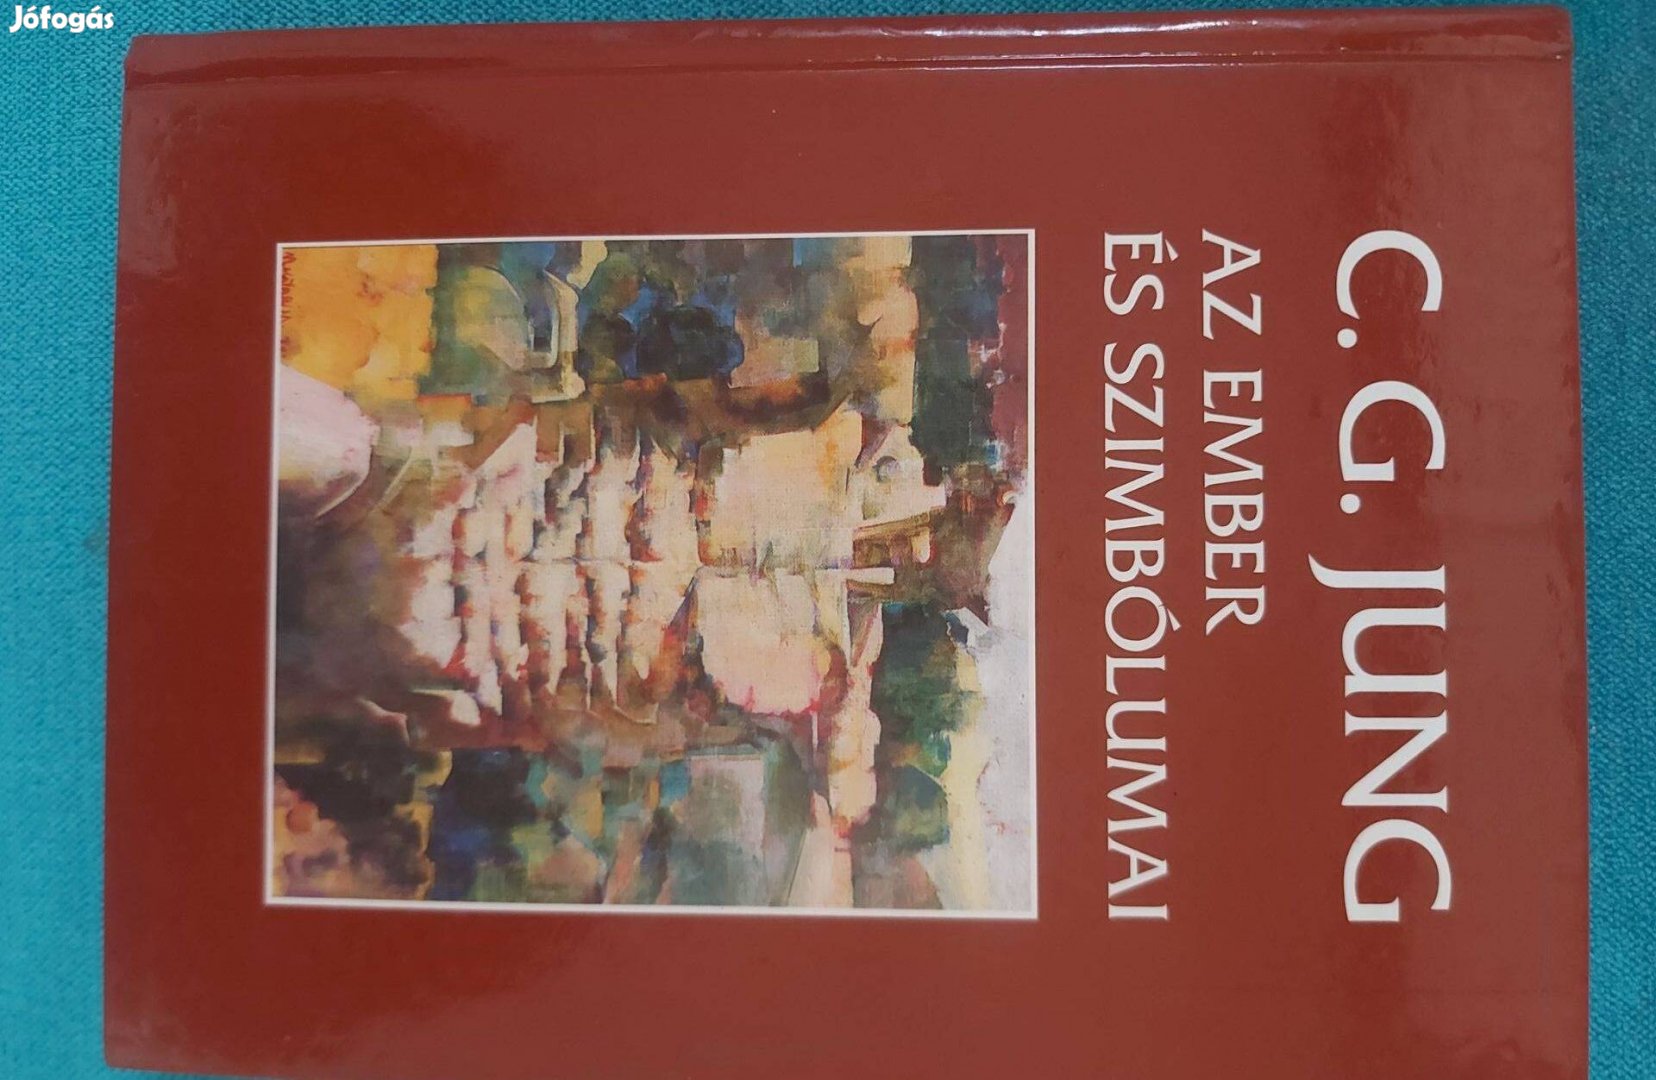 Jófogás
C. G. JUNG
AZ EMBER
ÉS SZIMBÓLUMAI